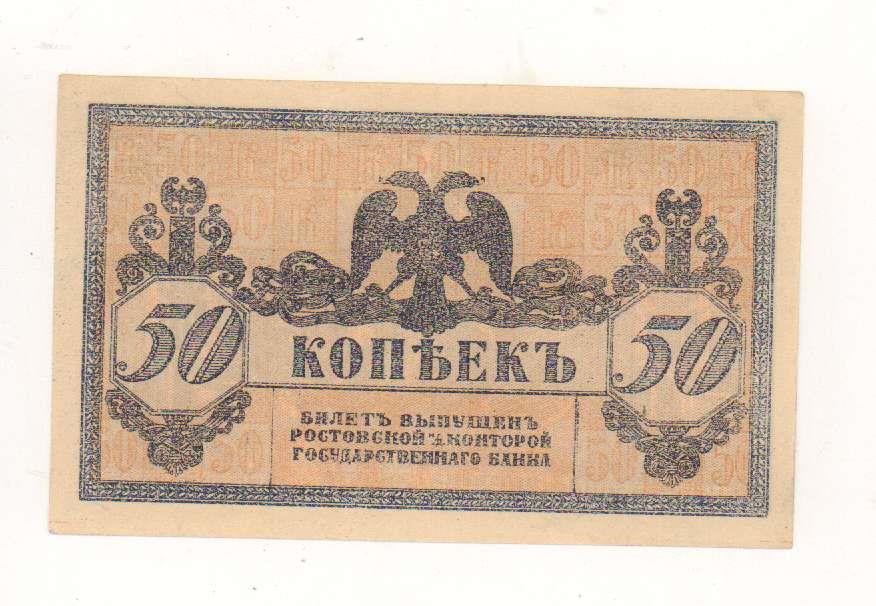 50 КОПѢЕКЪ 50
БИЛЕТЪ ВЫПУЩЕНЪ
РОСТОВСКОЙ н/Д КОНТОРОЙ
ГОСУДАРСТВЕННАГО БАНКА